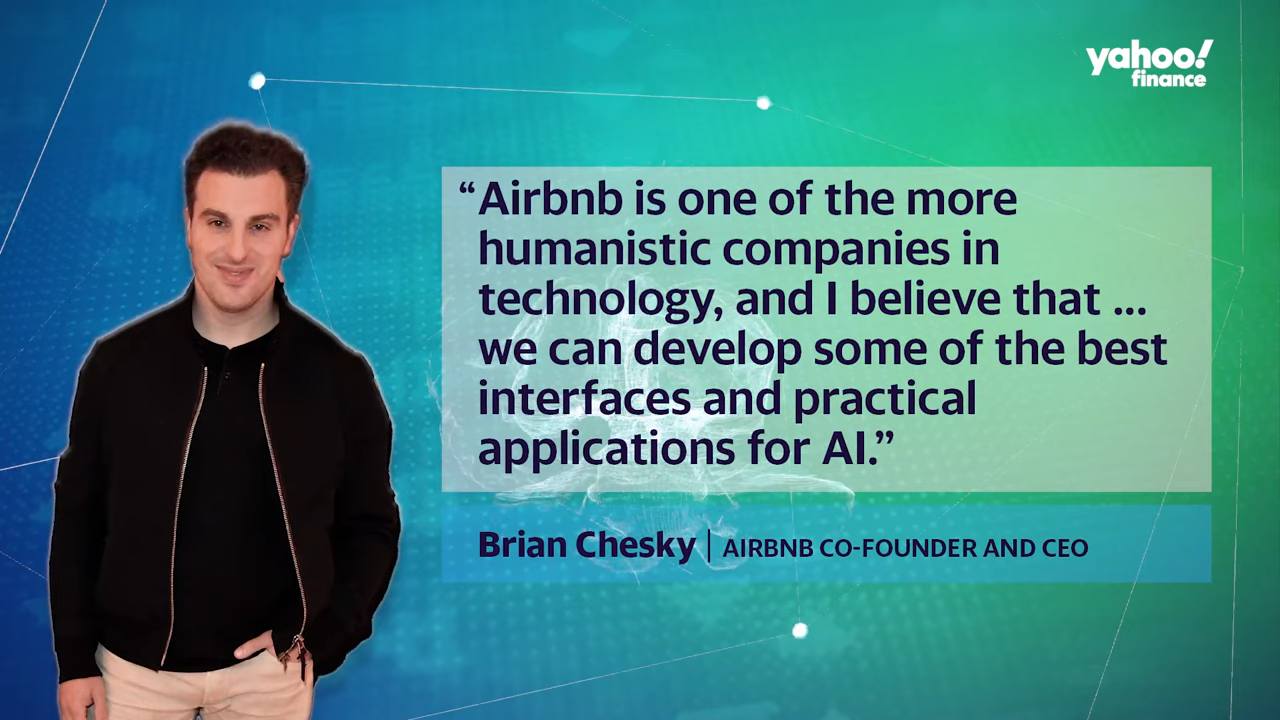 yahoo!
finance
“Airbnb is one of the more
humanistic companies in
technology, and I believe that ...
we can develop some of the best
interfaces and practical
applications for AI.”
Brian Chesky | AIRBNB CO-FOUNDER AND CEO